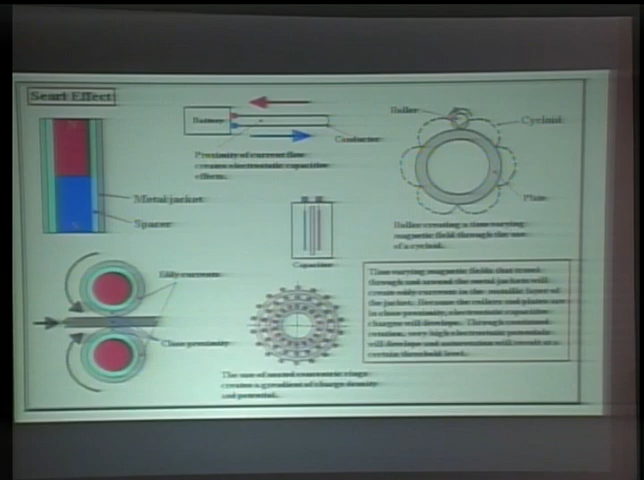 Searl Effect
Battery
Conductor
Proximity of current flow
creates electrostatic capacitive
effects.
Roller
Cycloid
Plate
Roller creating a time varying
magnetic field through the use
of a cycloid.
Metal jacket
Spacer
Capacitor
Eddy currents
Close proximity
The use of nested concentric rings
creates a gradient of charge density
and potential.
Time varying magnetic fields that travel
through and around the metal jackets will
create eddy currents in the metallic layer of
the jacket. Because the rollers and plates are
in close proximity, electrostatic capacitive
charges will develop. Through continuous
rotation, very high electronic potentials
will develop and ionization will result at a
certain threshold level.